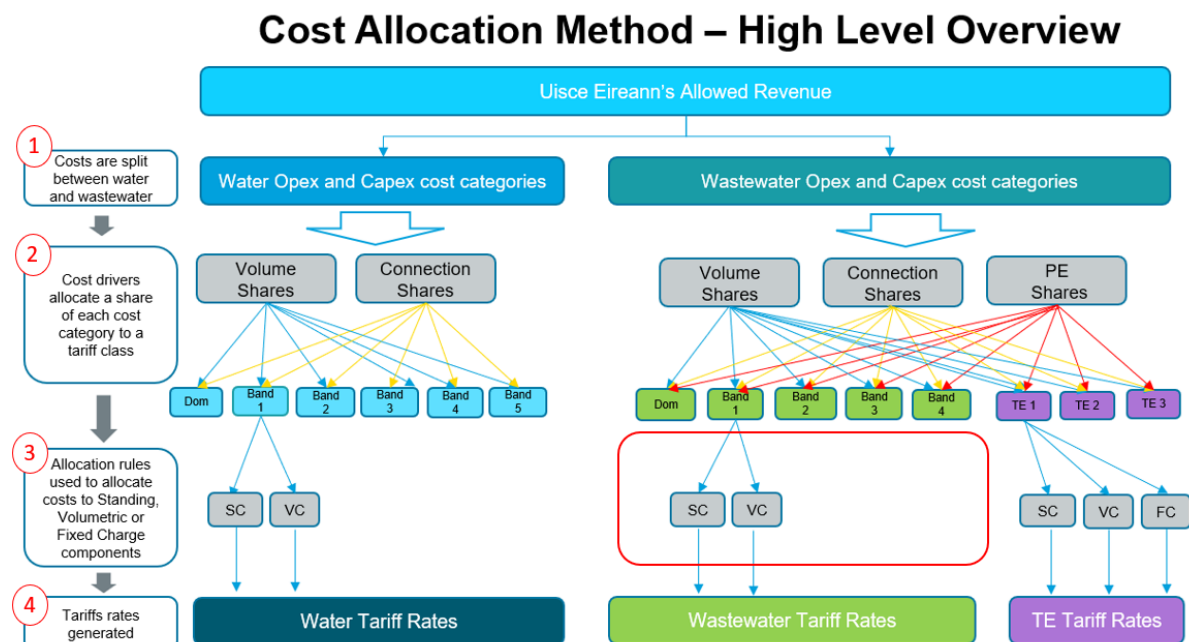 Cost Allocation Method – High Level Overview
Uisce Eireann's Allowed Revenue
1
Costs are split
between water
and wastewater
Water Opex and Capex cost categories
Wastewater Opex and Capex cost categories
2
Cost drivers
allocate a share
of each cost
category to a
tariff class
Volume
Shares
Connection
Shares
Volume
Shares
Connection
Shares
PE
Shares
Dom
Band
1
Band
2
Band
3
Band
4
Band
5
Dom
Band
1
Band
2
Band
3
Band
4
TE 1
TE 2
TE 3
3
Allocation rules
used to allocate
costs to Standing,
Volumetric or
Fixed Charge
components
SC
VC
SC
VC
SC
VC
FC
4
Tariffs rates
generated
Water Tariff Rates
Wastewater Tariff Rates
TE Tariff Rates